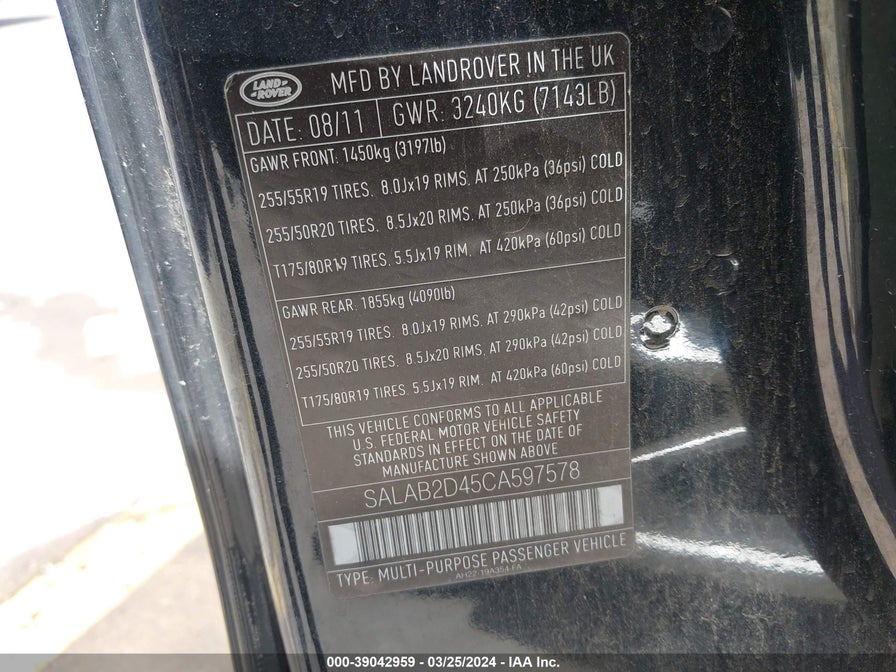 LAND ROVER
MFD BY LANDROVER IN THE UK
DATE: 08/11 GWR: 3240KG (7143LB)
GAWR FRONT: 1450kg (3197lb)
255/55R19 TIRES. 8.0Jx19 RIMS. AT 250kPa (36psi) COLD
255/50R20 TIRES. 8.5Jx20 RIMS. AT 250kPa (36psi) COLD
T175/80R19 TIRES. 5.5Jx19 RIM. AT 420kPa (60psi) COLD
GAWR REAR: 1855kg (4090lb)
255/55R19 TIRES. 8.0Jx19 RIMS. AT 290kPa (42psi) COLD
255/50R20 TIRES. 8.5Jx20 RIMS. AT 290kPa (42psi) COLD
T175/80R19 TIRES. 5.5Jx19 RIM. AT 420kPa (60psi) COLD
THIS VEHICLE CONFORMS TO ALL APPLICABLE
U.S. FEDERAL MOTOR VEHICLE SAFETY
STANDARDS IN EFFECT ON THE DATE OF
MANUFACTURE SHOWN ABOVE
SALAB2D45CA597578
TYPE: MULTI-PURPOSE PASSENGER VEHICLE
AH22-19A354-FA
000-39042959 - 03/25/2024 - IAA Inc.